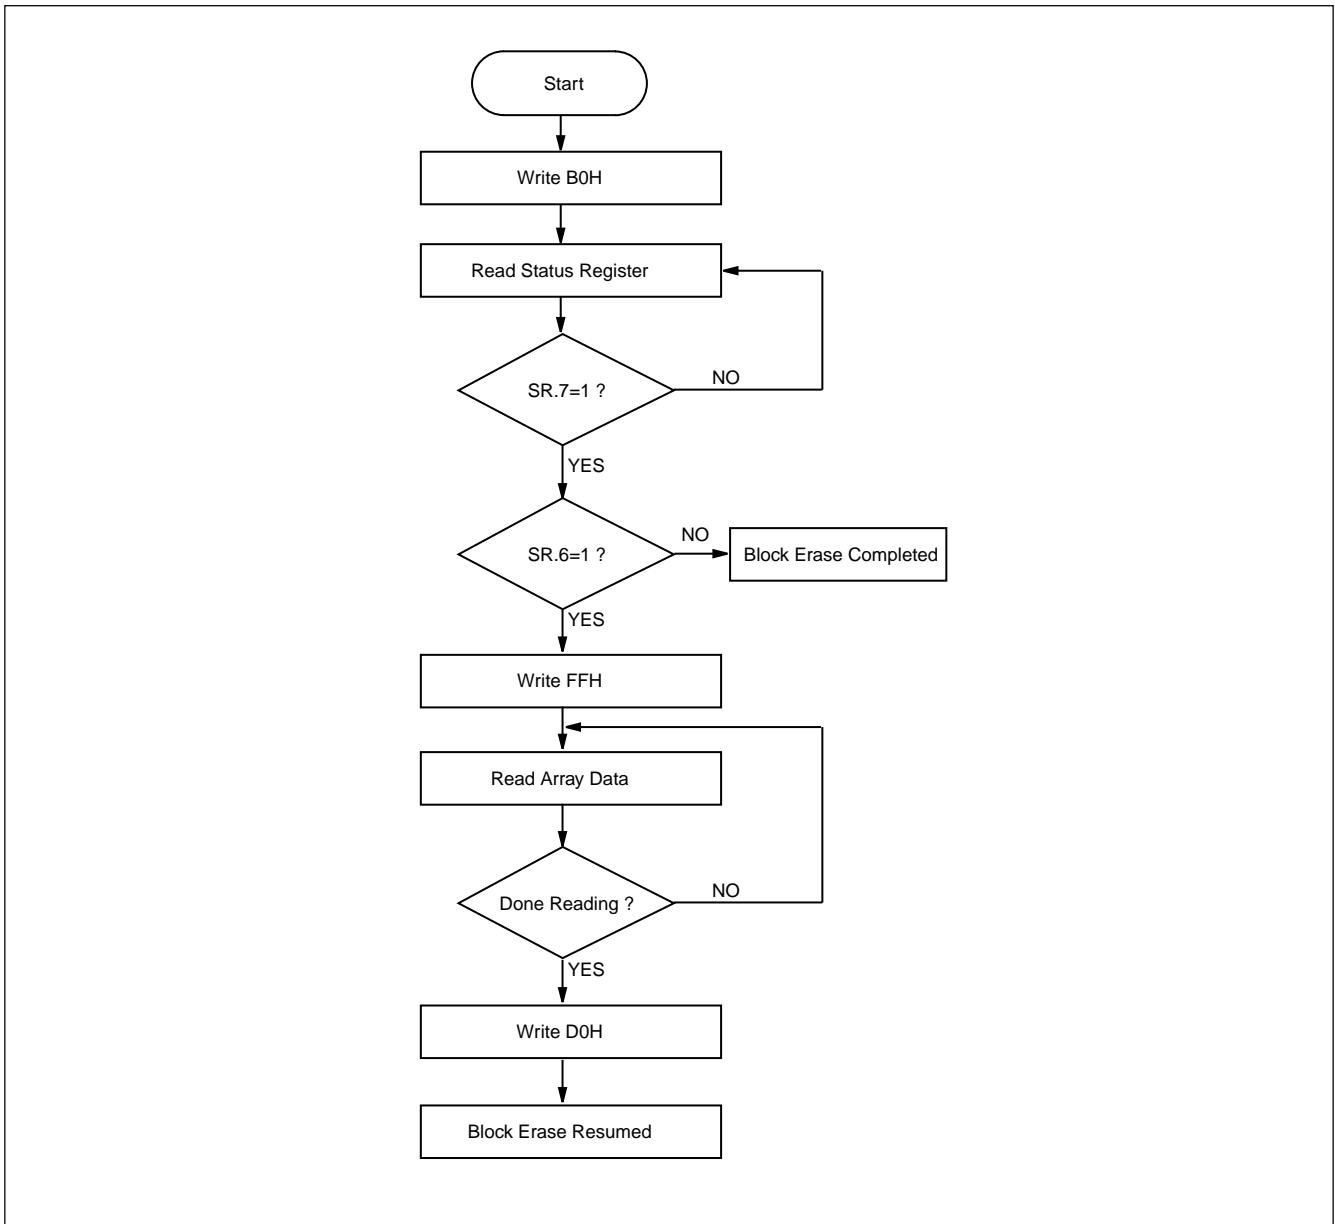 Start
Write B0H
Read Status Register
SR.7=1 ?
NO
YES
SR.6=1 ?
NO
Block Erase Completed
YES
Write FFH
Read Array Data
Done Reading ?
NO
YES
Write D0H
Block Erase Resumed